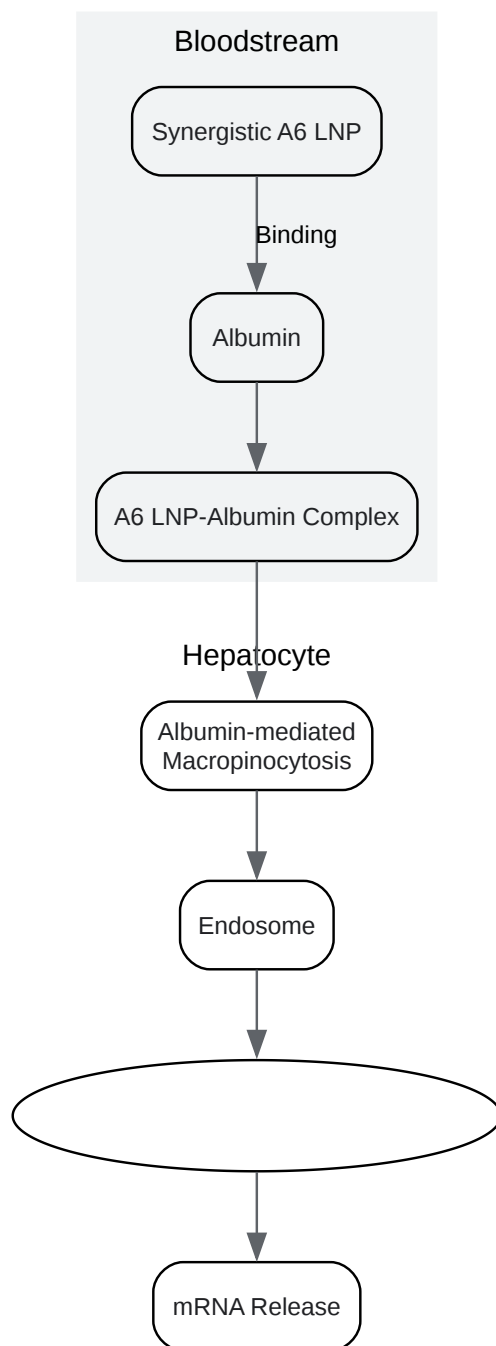 Bloodstream
Synergistic A6 LNP
Binding
Albumin
A6 LNP-Albumin Complex
Hepatocyte
Albumin-mediated
Macropinocytosis
Endosome
mRNA Release